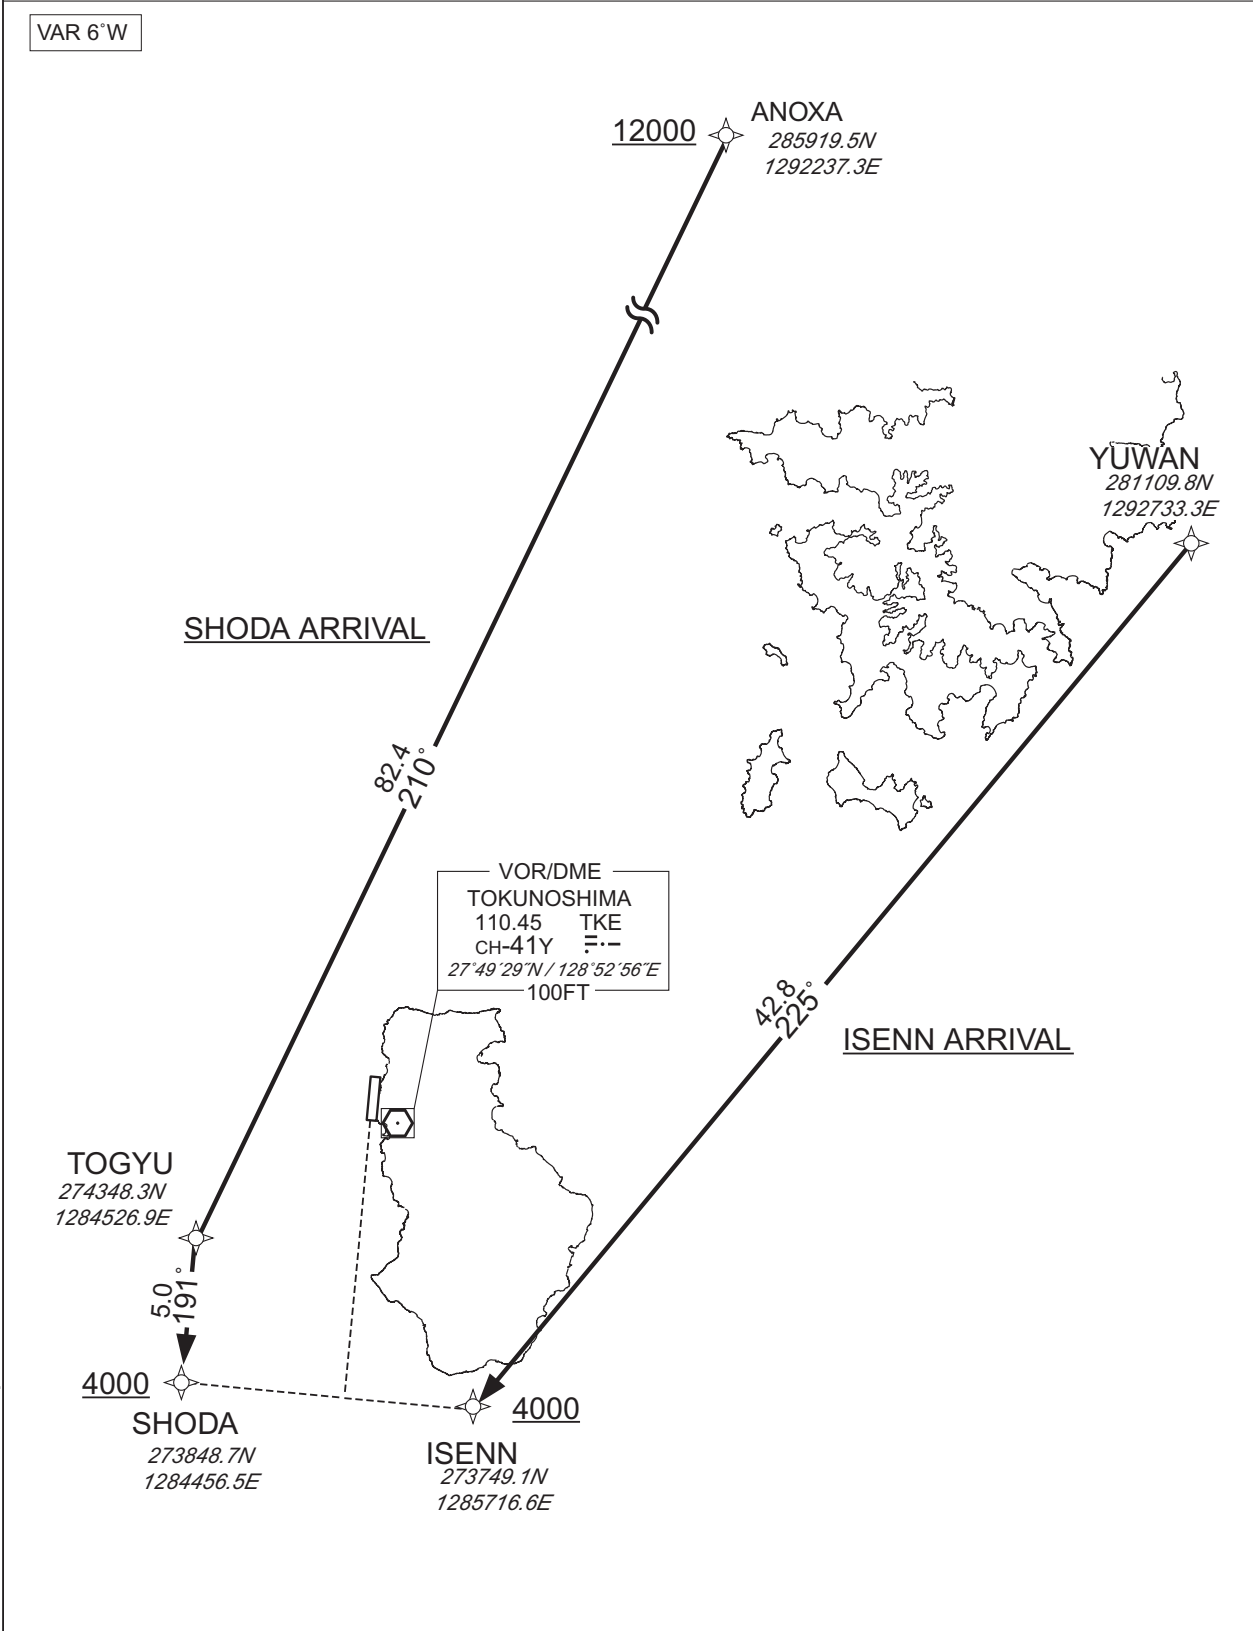 VAR 6°W
ANOXA
12000
285919.5N
1292237.3E
YUWAN
281109.8N
1292733.3E
SHODA ARRIVAL
82.4
210°
VOR/DME
TOKUNOSHIMA
110.45 TKE
CH-41Y
27°49´29˝N / 128°52´56˝E
100FT
42.8
225°
ISENN ARRIVAL
TOGYU
274348.3N
1284526.9E
5.0
191°
4000
SHODA
273848.7N
1284456.5E
4000
ISENN
273749.1N
1285716.6E